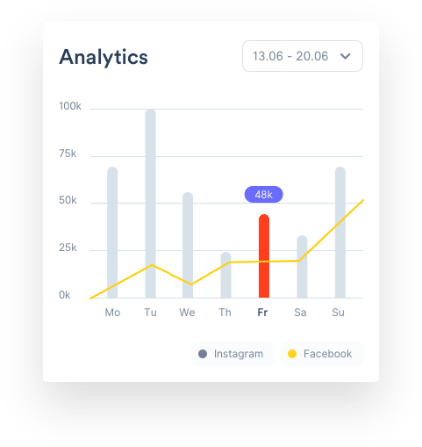 Analytics
13.06 - 20.06
100k
75k
50k
48k
25k
0k
Mo Tu We Th Fr Sa Su
Instagram Facebook